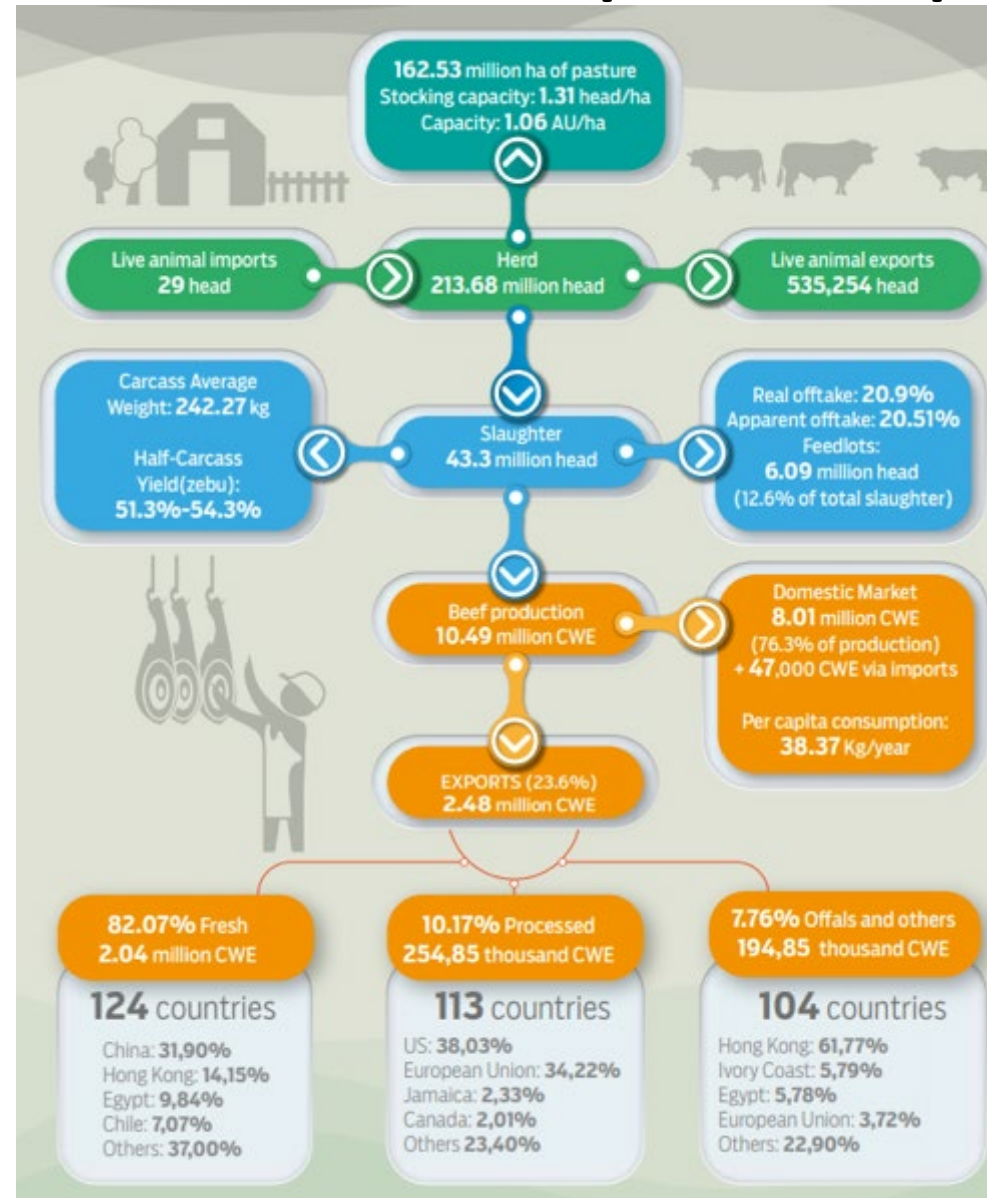 162.53 million ha of pasture
Stocking capacity: 1.31 head/ha
Capacity: 1.06 AU/ha
Live animal imports
29 head
Herd
213.68 million head
Live animal exports
535,254 head
Carcass Average
Weight: 242.27 kg
Half-Carcass
Yield(zebu):
51.3%-54.3%
Slaughter
43.3 million head
Real offtake: 20.9%
Apparent offtake: 20.51%
Feedlots:
6.09 million head
(12.6% of total slaughter)
Beef production
10.49 million CWE
Domestic Market
8.01 million CWE
(76.3% of production)
+ 47,000 CWE via imports
Per capita consumption:
38.37 Kg/year
EXPORTS (23.6%)
2.48 million CWE
82.07% Fresh
2.04 million CWE
124 countries
China: 31,90%
Hong Kong: 14,15%
Egypt: 9,84%
Chile: 7,07%
Others: 37,00%
10.17% Processed
254,85 thousand CWE
113 countries
US: 38,03%
European Union: 34,22%
Jamaica: 2,33%
Canada: 2,01%
Others 23,40%
7.76% Offals and others
194,85 thousand CWE
104 countries
Hong Kong: 61,77%
Ivory Coast: 5,79%
Egypt: 5,78%
European Union: 3,72%
Others: 22,90%